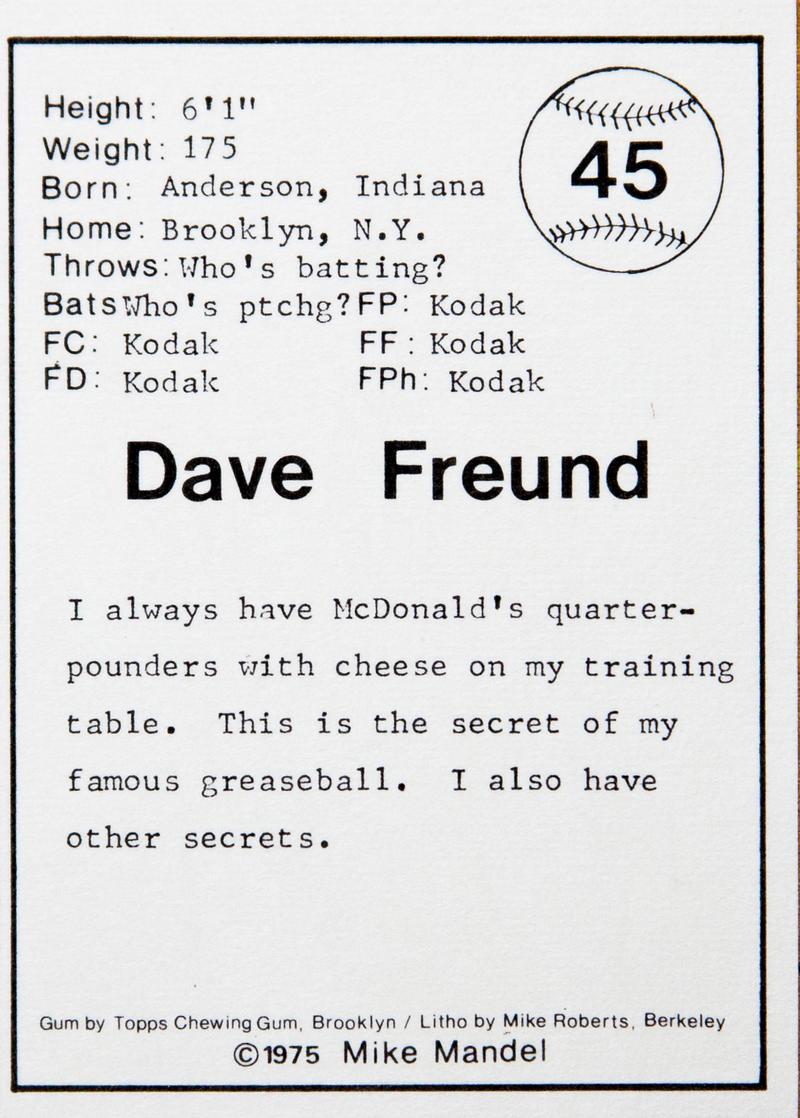 Height: 6'1"
45
Weight: 175
Born: Anderson, Indiana
Home: Brooklyn, N.Y.
Throws: Who's batting?
Bats Who's ptchg? FP: Kodak
FC: Kodak FF: Kodak
FD: Kodak FPh: Kodak
Dave Freund
I always have McDonald's quarter-
pounders with cheese on my training
table. This is the secret of my
famous greaseball. I also have
other secrets.
Gum by Topps Chewing Gum, Brooklyn / Litho by Mike Roberts, Berkeley
©1975 Mike Mandel